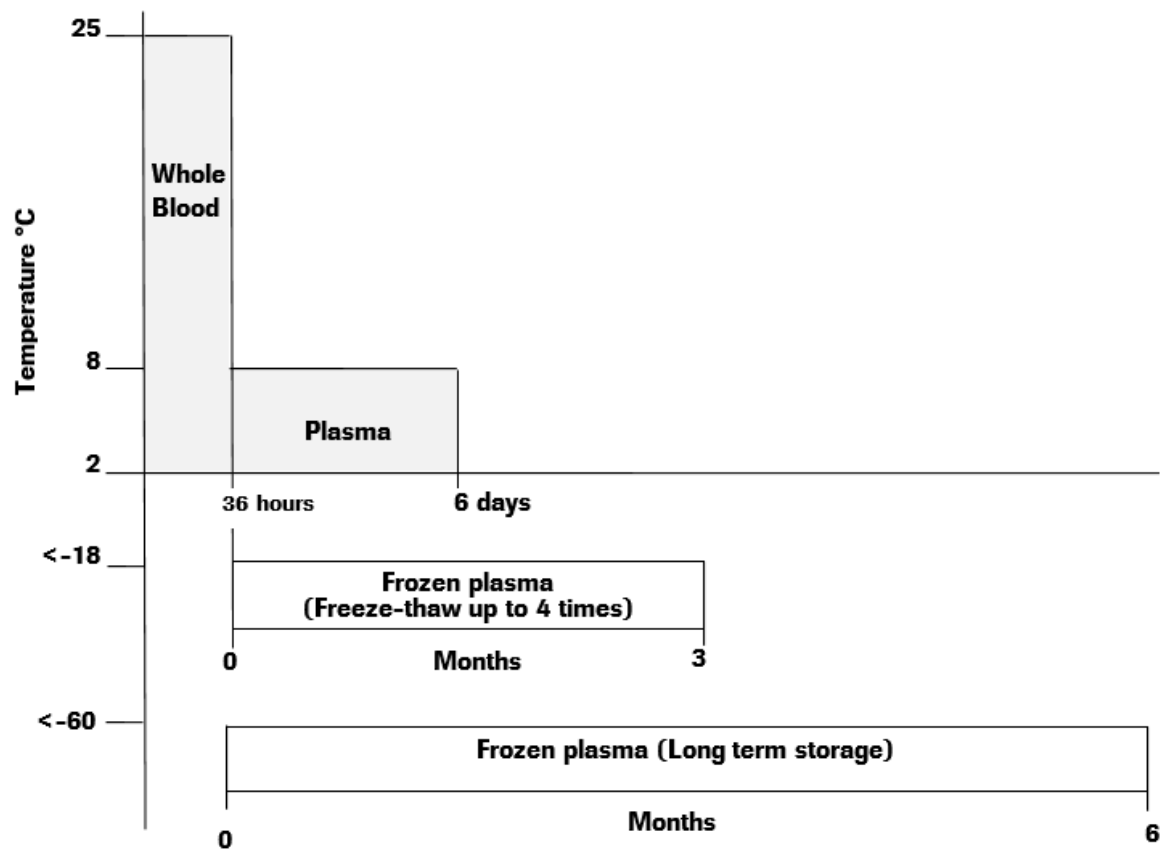 25
Whole
Blood
Temperature °C
8
Plasma
2
36 hours
6 days
<-18
Frozen plasma
(Freeze-thaw up to 4 times)
0
Months
3
<-60
Frozen plasma (Long term storage)
0
Months
6